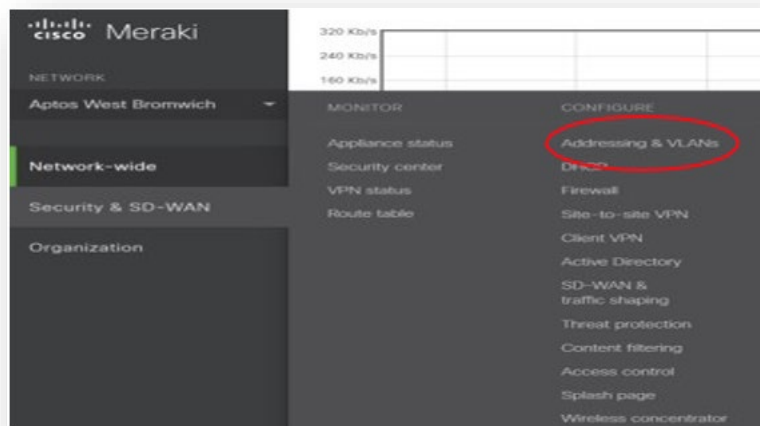 cisco Meraki
NETWORK
Aptos West Bromwich
Network-wide
Security & SD-WAN
Organization
320 Kb/s
240 Kb/s
160 Kb/s
MONITOR
Appliance status
Security center
VPN status
Route table
CONFIGURE
Addressing & VLANs
DHCP
Firewall
Site-to-site VPN
Client VPN
Active Directory
SD-WAN &
traffic shaping
Threat protection
Content filtering
Access control
Splash page
Wireless concentrator